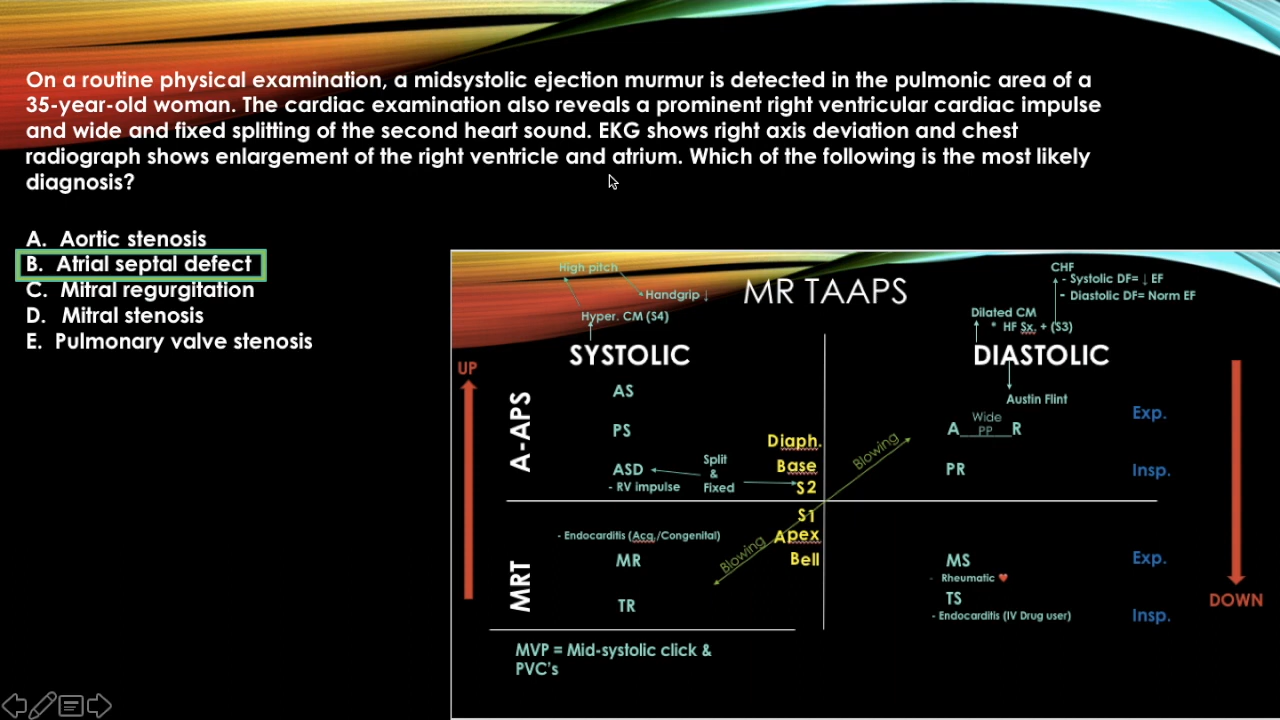 On a routine physical examination, a midsystolic ejection murmur is detected in the pulmonic area of a
35-year-old woman. The cardiac examination also reveals a prominent right ventricular cardiac impulse
and wide and fixed splitting of the second heart sound. EKG shows right axis deviation and chest
radiograph shows enlargement of the right ventricle and atrium. Which of the following is the most likely
diagnosis?
A. Aortic stenosis
B. Atrial septal defect
C. Mitral regurgitation
D. Mitral stenosis
E. Pulmonary valve stenosis
MR TAAPS
High pitch
Handgrip ↓
Hyper. CM (S4)
SYSTOLIC
CHF
- Systolic DF= ↓ EF
- Diastolic DF= Norm EF
Dilated CM
* HF Sx. + (S3)
DIASTOLIC
Austin Flint
UP
A-APS
AS
PS
ASD
- RV impulse
Split
&
Fixed
Diaph.
Base
S2
Blowing
Wide
PP
A______R
PR
Exp.
Insp.
MRT
- Endocarditis (Acq./Congenital)
MR
TR
S1
Apex
Bell
Blowing
MS
- Rheumatic ♥
TS
- Endocarditis (IV Drug user)
Exp.
Insp.
DOWN
MVP = Mid-systolic click &
PVC's